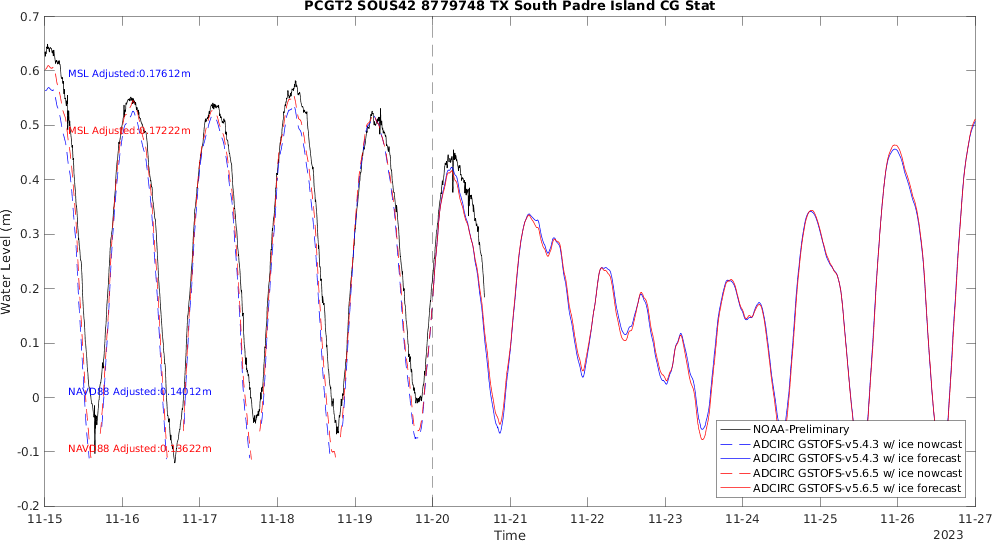 PCGT2 SOUS42 8779748 TX South Padre Island CG Stat
Water Level (m)
0.7
0.6
0.5
0.4
0.3
0.2
0.1
0
-0.1
-0.2
MSL Adjusted:0.17612m
MSL Adjusted:0.17222m
NAVD88 Adjusted:0.14012m
NAVD88 Adjusted:0.13622m
NOAA-Preliminary
ADCIRC GSTOFS-v5.4.3 w/ ice nowcast
ADCIRC GSTOFS-v5.4.3 w/ ice forecast
ADCIRC GSTOFS-v5.6.5 w/ ice nowcast
ADCIRC GSTOFS-v5.6.5 w/ ice forecast
11-15 11-16 11-17 11-18 11-19 11-20 11-21 11-22 11-23 11-24 11-25 11-26 11-27
Time
2023